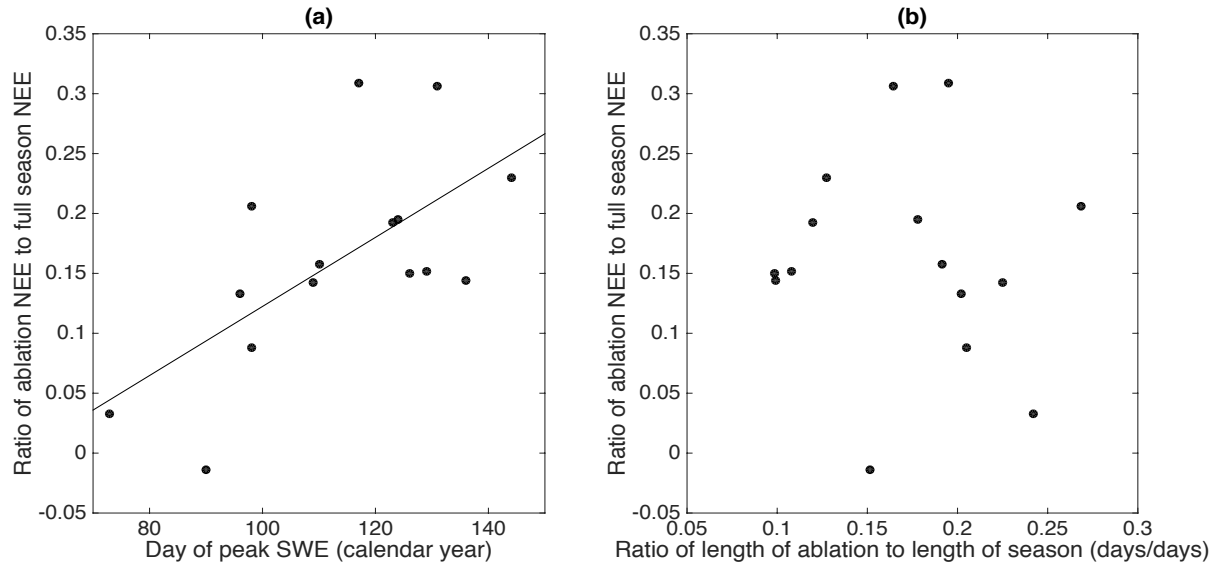 (a)
Ratio of ablation NEE to full season NEE
0.35
0.3
0.25
0.2
0.15
0.1
0.05
0
-0.05
80 100 120 140
Day of peak SWE (calendar year)
(b)
Ratio of ablation NEE to full season NEE
0.35
0.3
0.25
0.2
0.15
0.1
0.05
0
-0.05
0.05 0.1 0.15 0.2 0.25 0.3
Ratio of length of ablation to length of season (days/days)